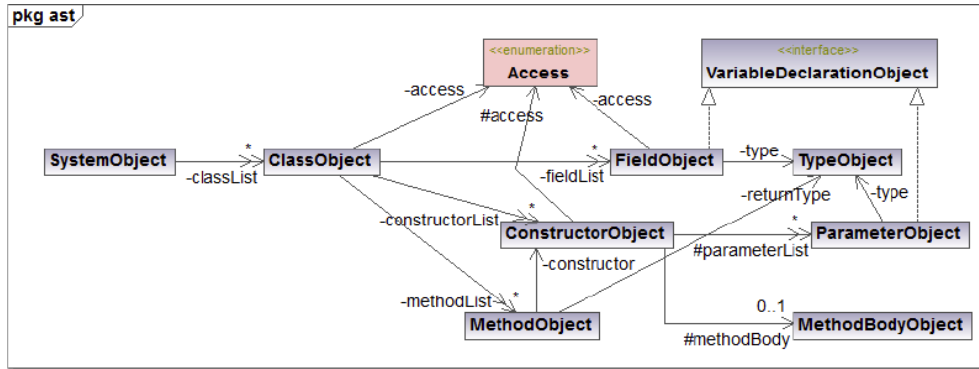 pkg ast
<<enumeration>>
Access
<<interface>>
VariableDeclarationObject
-access
#access
-access
SystemObject
*
-classList
ClassObject
*
-fieldList
FieldObject
-type
TypeObject
-returnType
-type
*
-constructorList
ConstructorObject
*
#parameterList
ParameterObject
-constructor
-methodList
*
MethodObject
0..1
#methodBody
MethodBodyObject